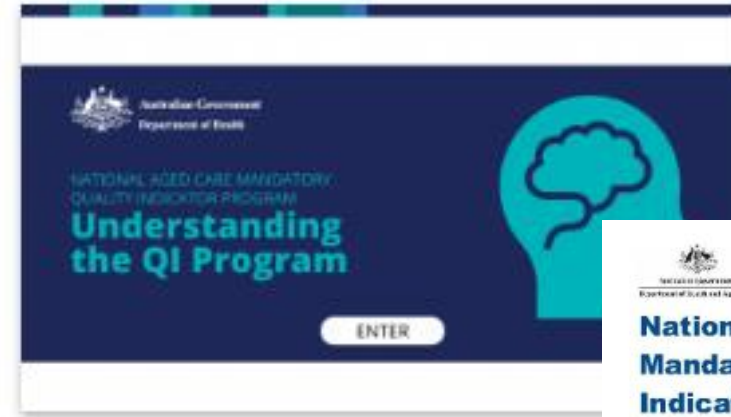 Australian Government
Department of Health
NATIONAL AGED CARE MANDATORY
QUALITY INDICATOR PROGRAM
Understanding
the QI Program
ENTER
Nation
Manda
Indica